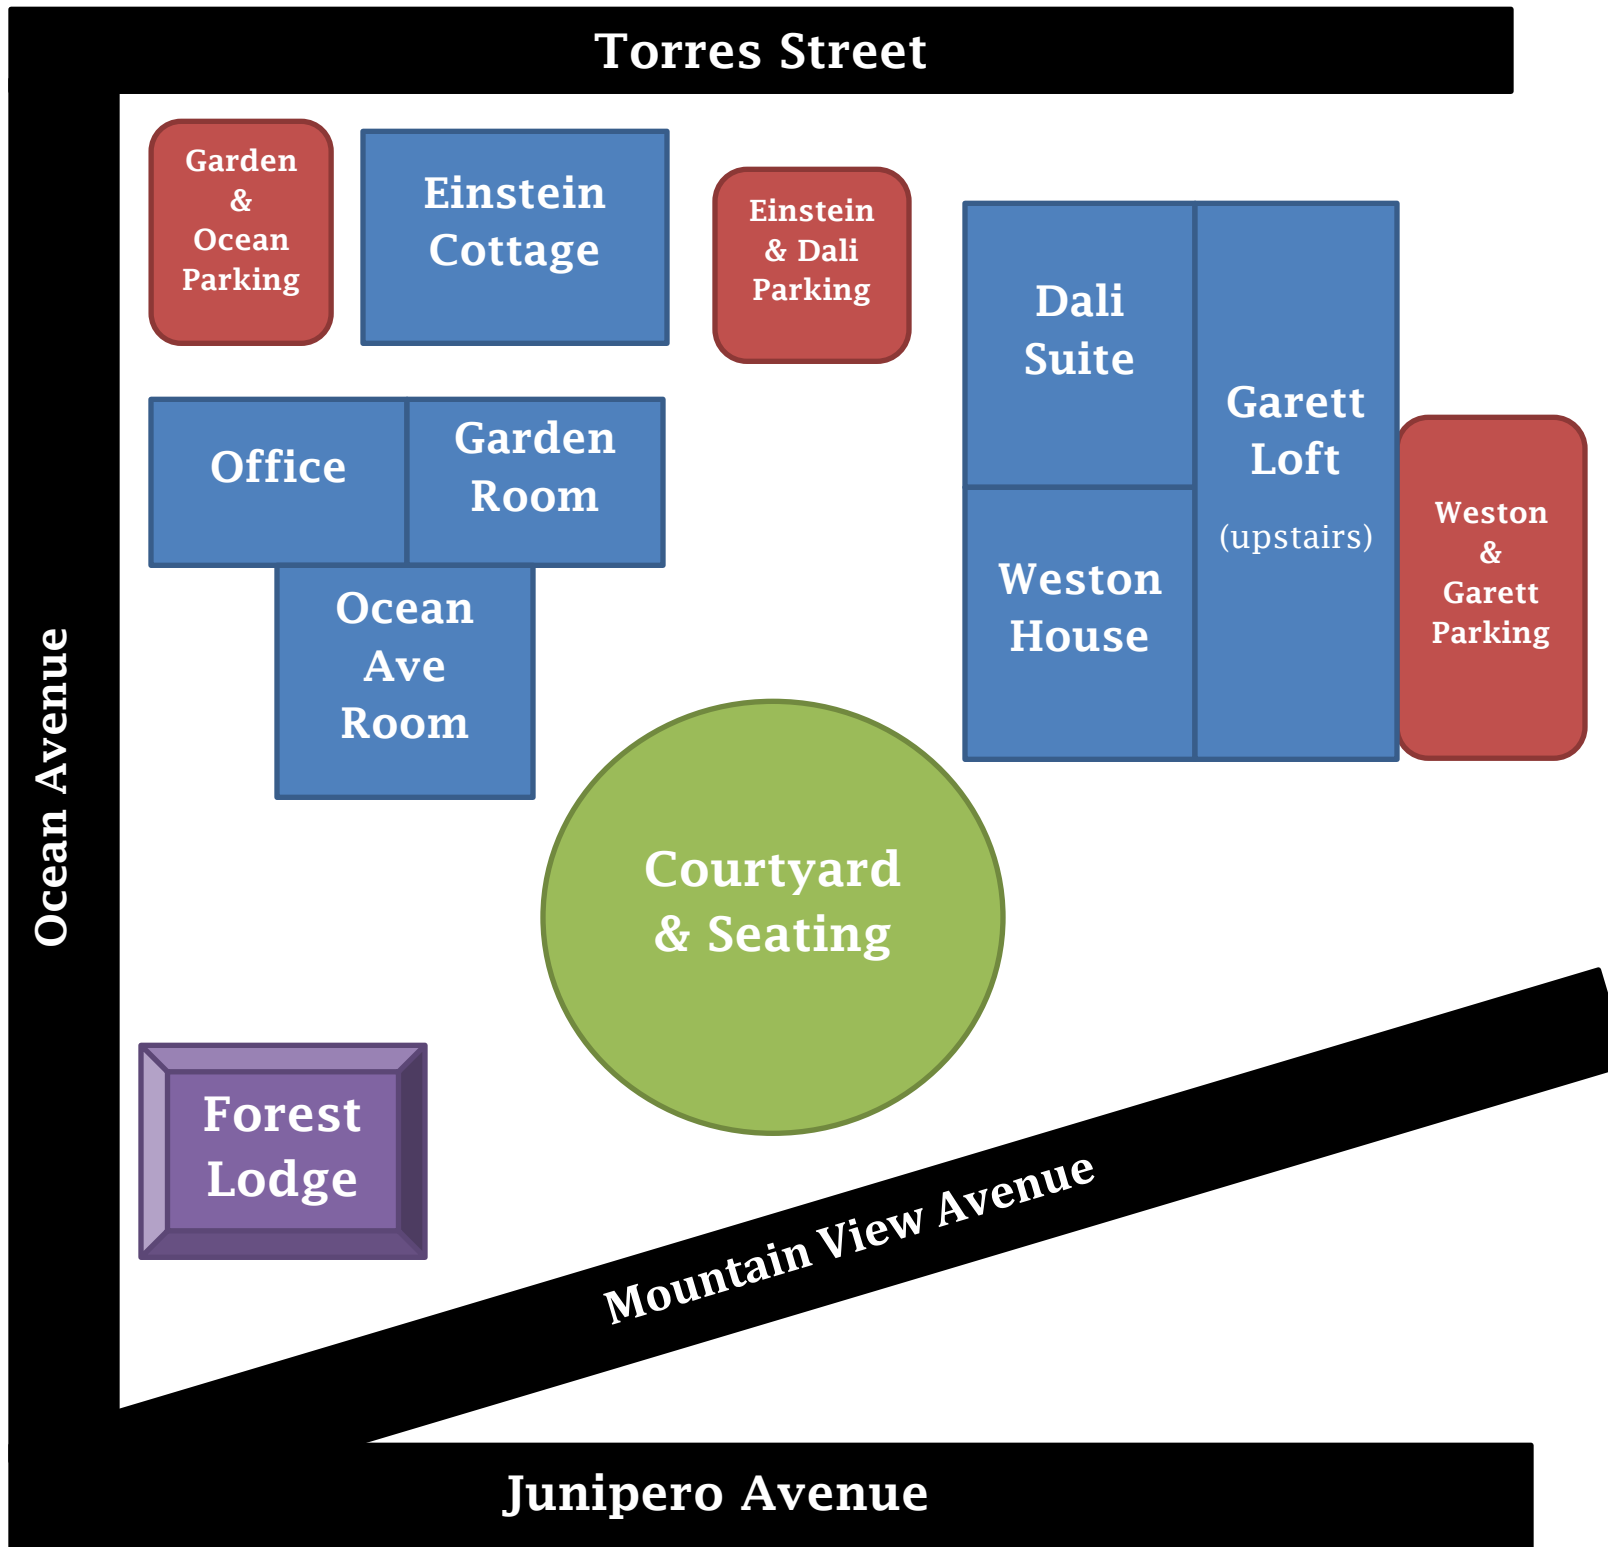 Torres Street
Garden
&
Ocean
Parking
Einstein
Cottage
Einstein
& Dali
Parking
Dali
Suite
Garett
Loft
(upstairs)
Weston
&
Garett
Parking
Office
Garden
Room
Weston
House
Ocean
Ave
Room
Ocean Avenue
Courtyard
& Seating
Forest
Lodge
Mountain View Avenue
Junipero Avenue